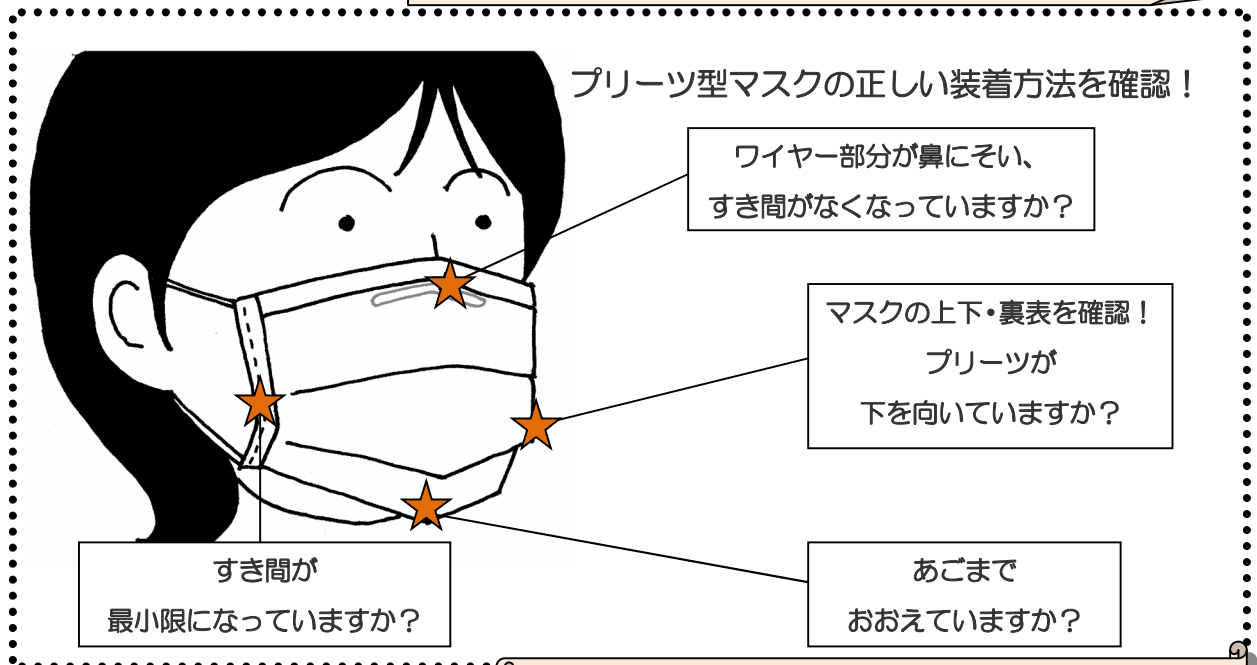 プリーツ型マスクの正しい装着方法を確認！
ワイヤー部分が鼻にそい、
すき間がなくなっていますか？
マスクの上下・裏表を確認！
プリーツが
下を向いていますか？
すき間が
最小限になっていますか？
あごまで
おおえていますか？